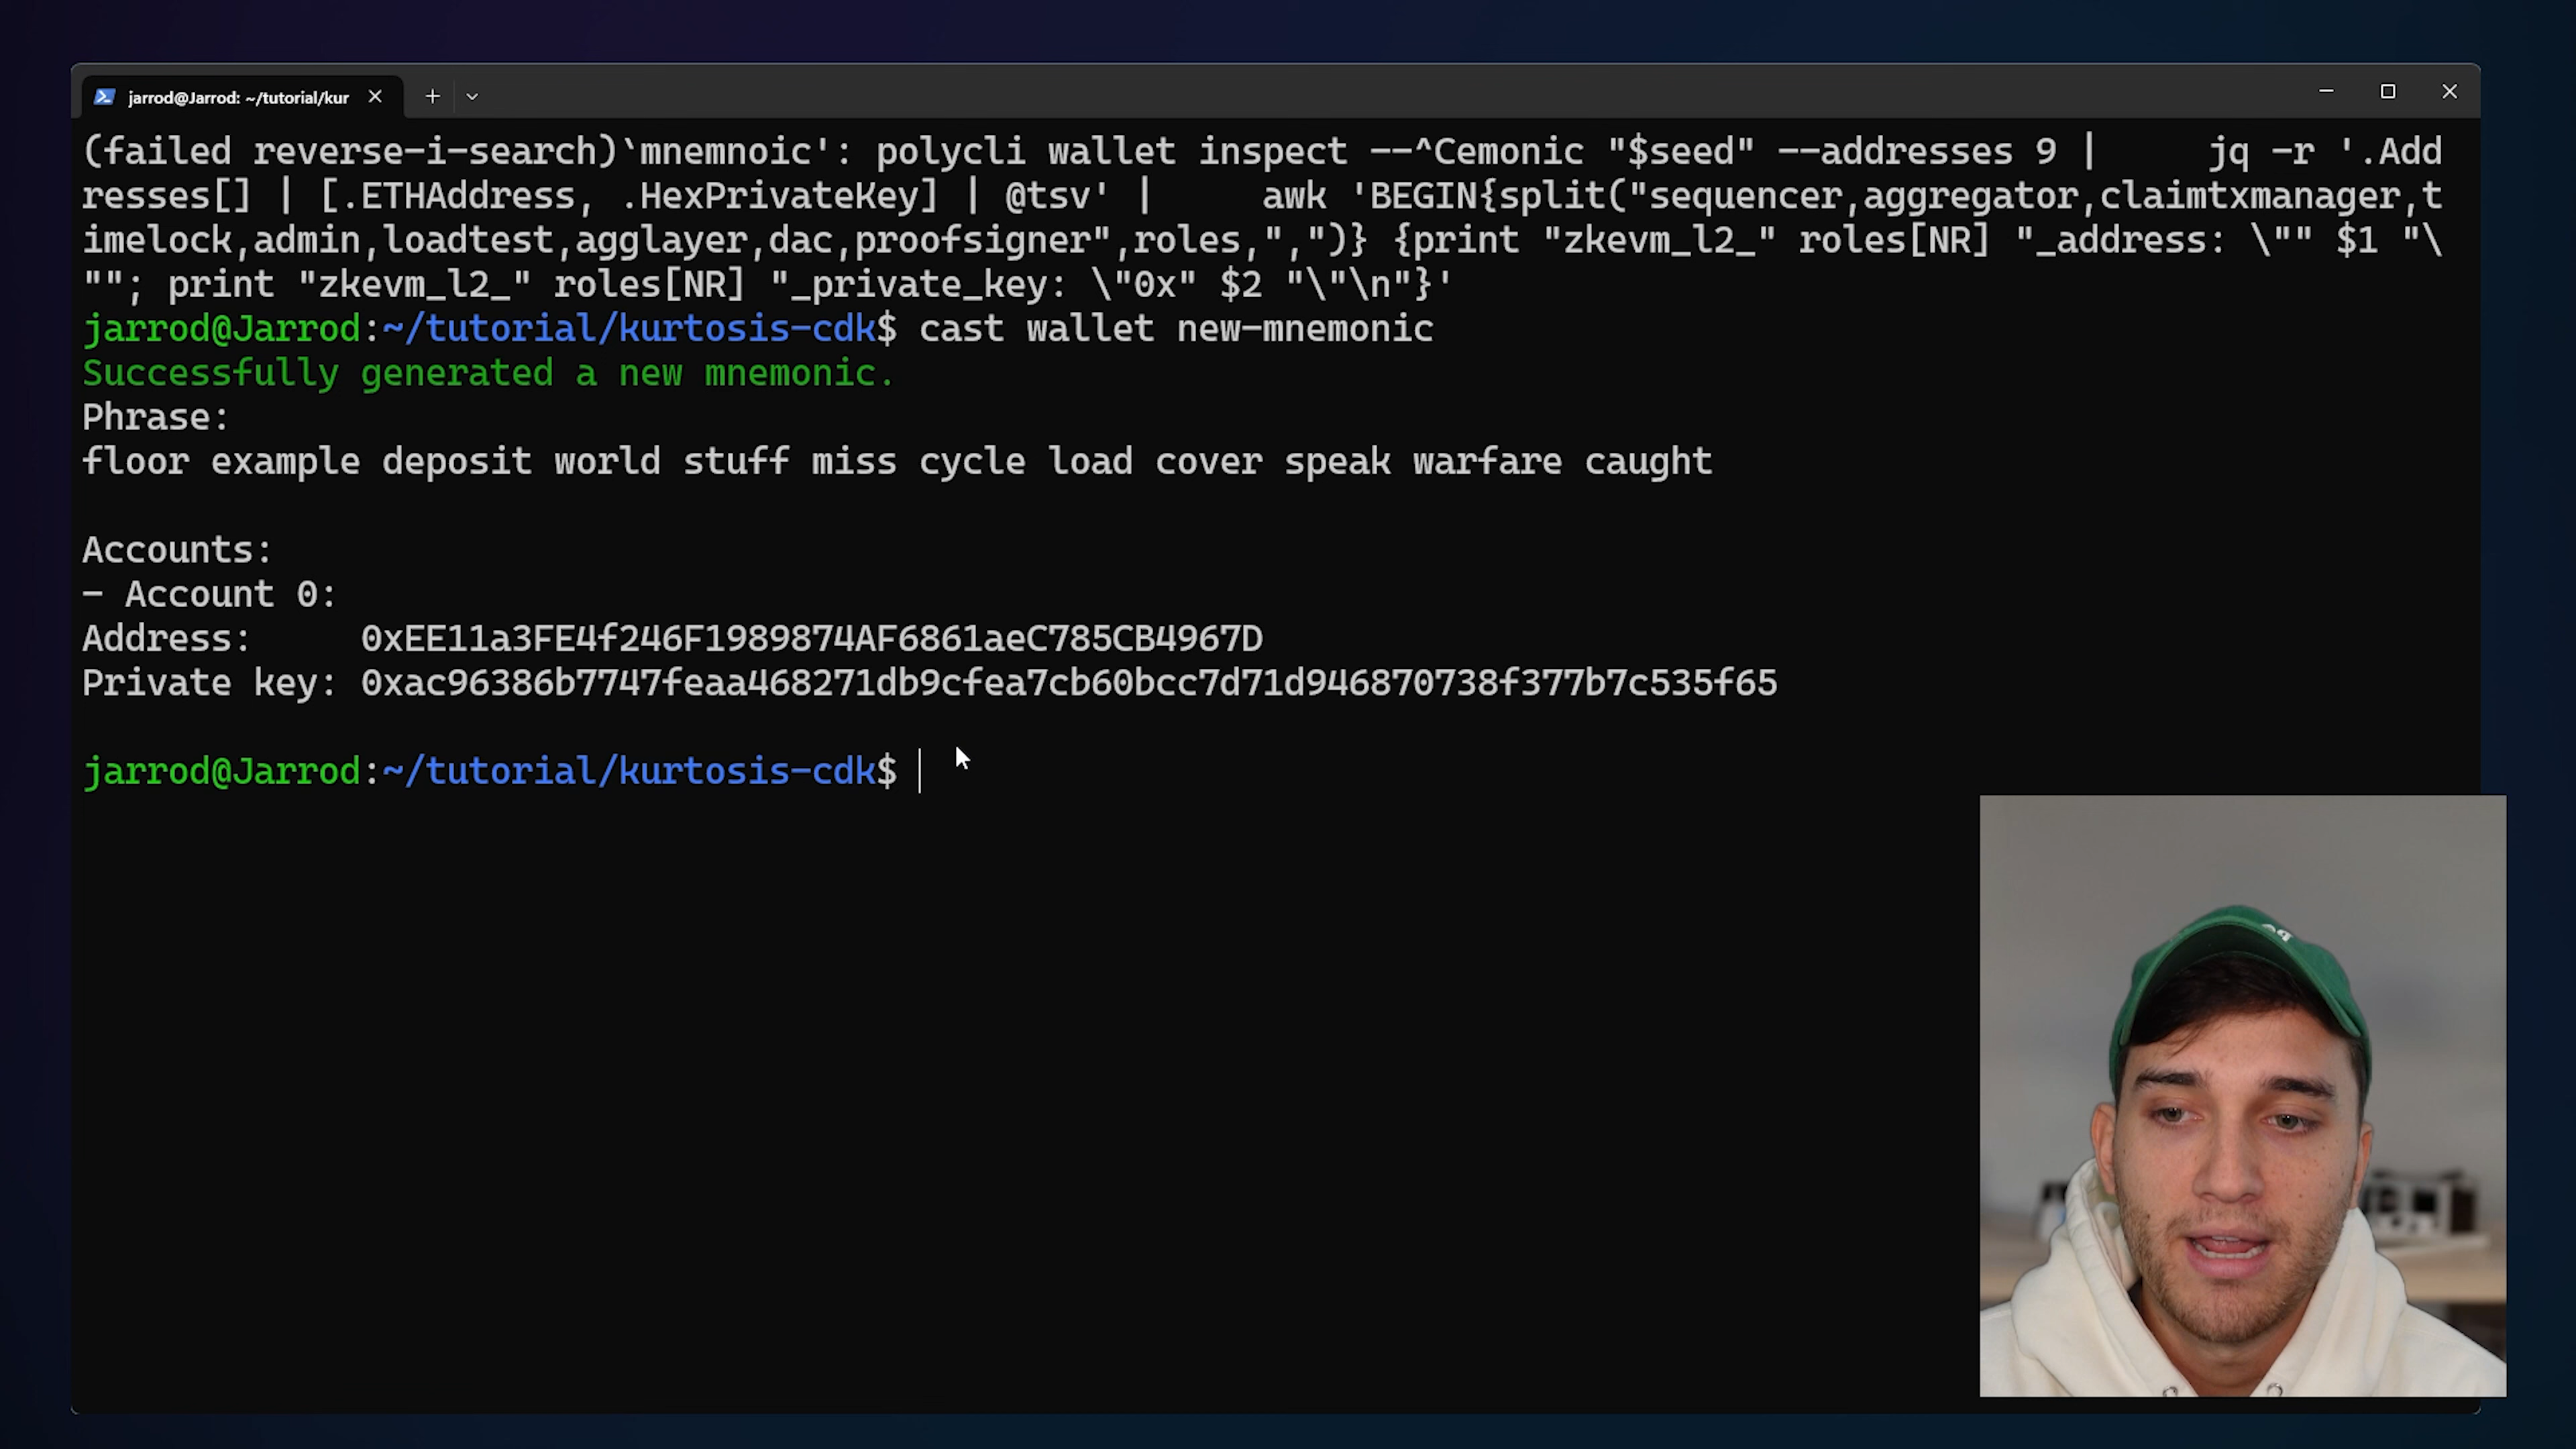 jarrod@Jarrod: ~/tutorial/kur
(failed reverse-i-search)`mnemnoic': polycli wallet inspect --^Cemonic "$seed" --addresses 9 |     jq -r '.Add
resses[] | [.ETHAddress, .HexPrivateKey] | @tsv' |     awk 'BEGIN{split("sequencer,aggregator,claimtxmanager,t
imelock,admin,loadtest,agglayer,dac,proofsigner",roles,",")} {print "zkevm_l2_" roles[NR] "_address: \"" $1 "\
""; print "zkevm_l2_" roles[NR] "_private_key: \"0x" $2 "\"\n"}'
jarrod@Jarrod:~/tutorial/kurtosis-cdk$ cast wallet new-mnemonic
Successfully generated a new mnemonic.
Phrase:
floor example deposit world stuff miss cycle load cover speak warfare caught
Accounts:
- Account 0:
Address:     0xEE11a3FE4f246F1989874AF6861aeC785CB4967D
Private key: 0xac96386b7747feaa468271db9cfea7cb60bcc7d71d946870738f377b7c535f65
jarrod@Jarrod:~/tutorial/kurtosis-cdk$